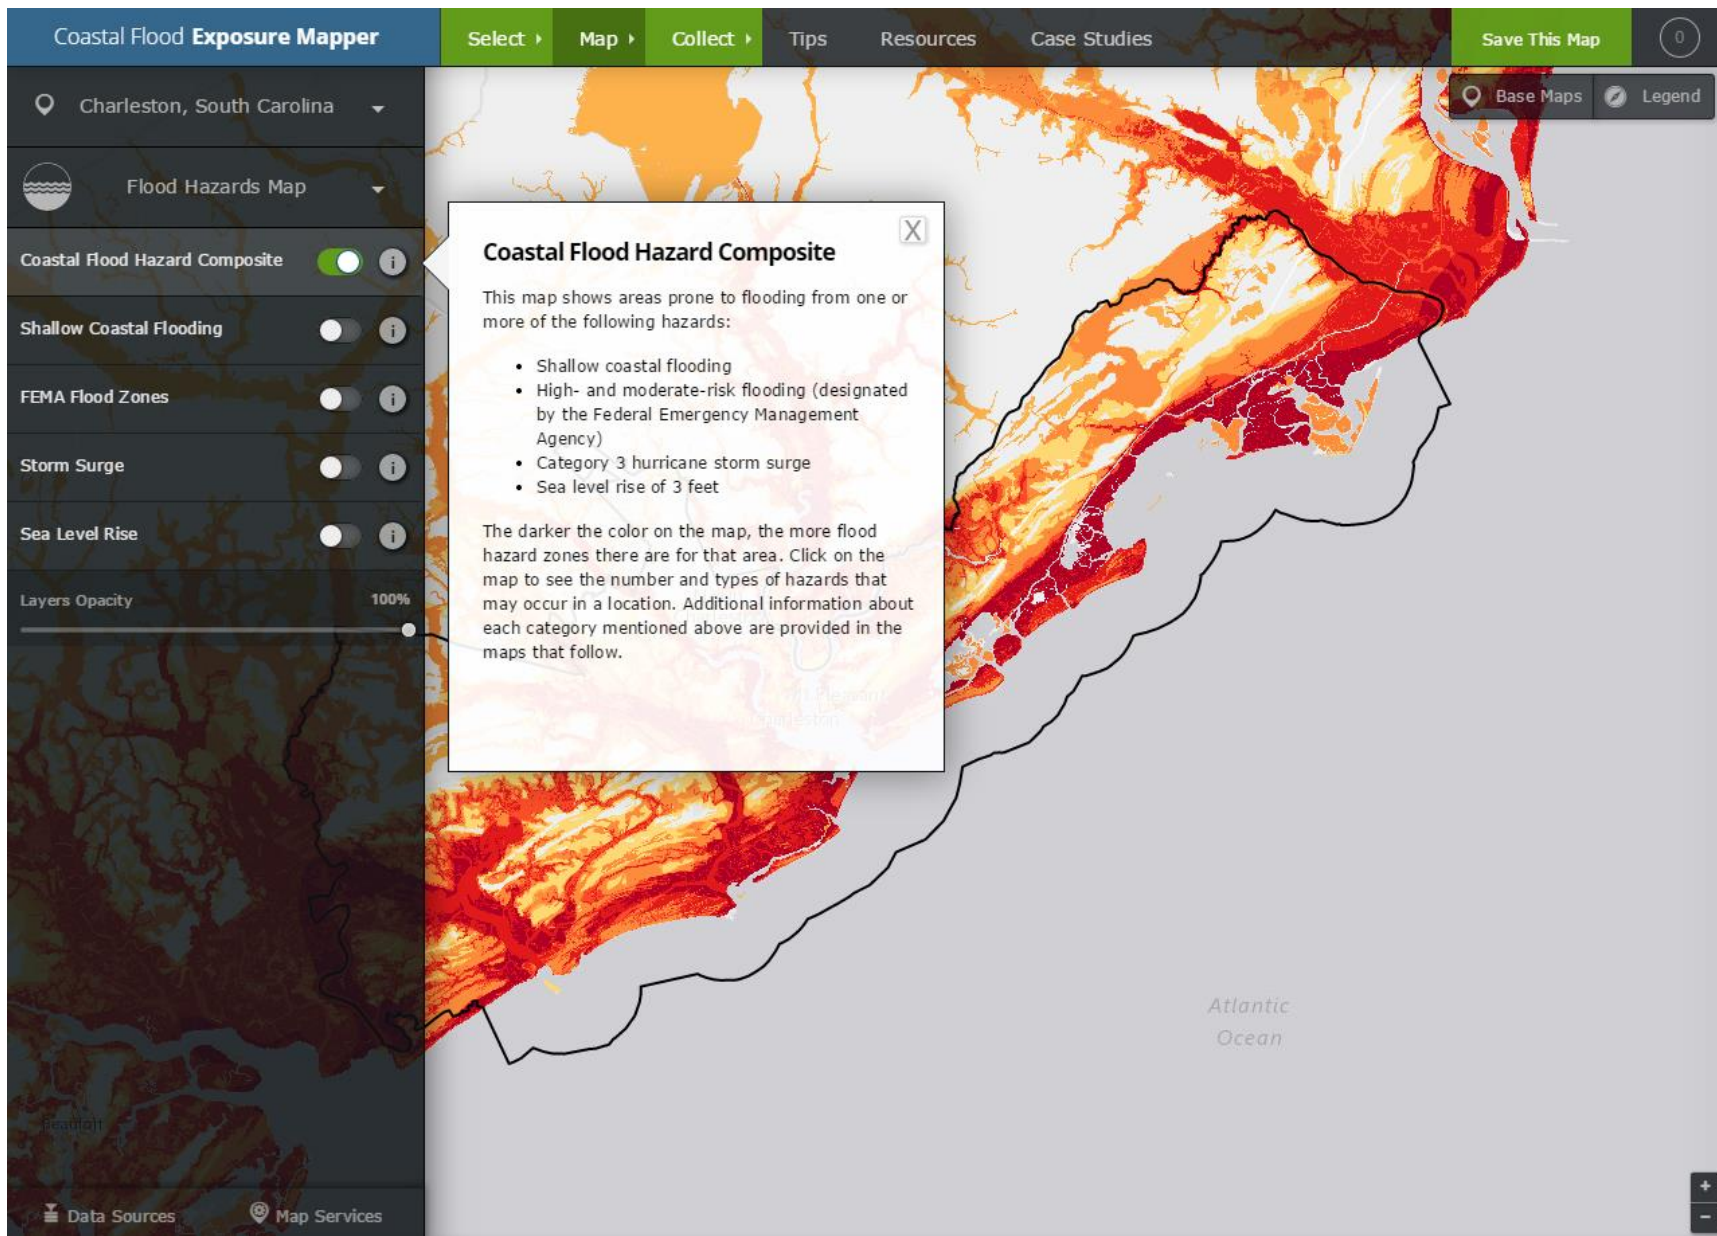 Coastal Flood Exposure Mapper
Select
Map
Collect
Tips
Resources
Case Studies
Save This Map
0
Base Maps
Legend
Charleston, South Carolina
Flood Hazards Map
Coastal Flood Hazard Composite
i
Shallow Coastal Flooding
i
FEMA Flood Zones
i
Storm Surge
i
Sea Level Rise
i
Layers Opacity
100%
X
Coastal Flood Hazard Composite
This map shows areas prone to flooding from one or
more of the following hazards:
• Shallow coastal flooding
• High- and moderate-risk flooding (designated
by the Federal Emergency Management
Agency)
• Category 3 hurricane storm surge
• Sea level rise of 3 feet
The darker the color on the map, the more flood
hazard zones there are for that area. Click on the
map to see the number and types of hazards that
may occur in a location. Additional information about
each category mentioned above are provided in the
maps that follow.
Mt Pleasant
Charleston
Atlantic
Ocean
Beaufort
Data Sources
Map Services
+
−